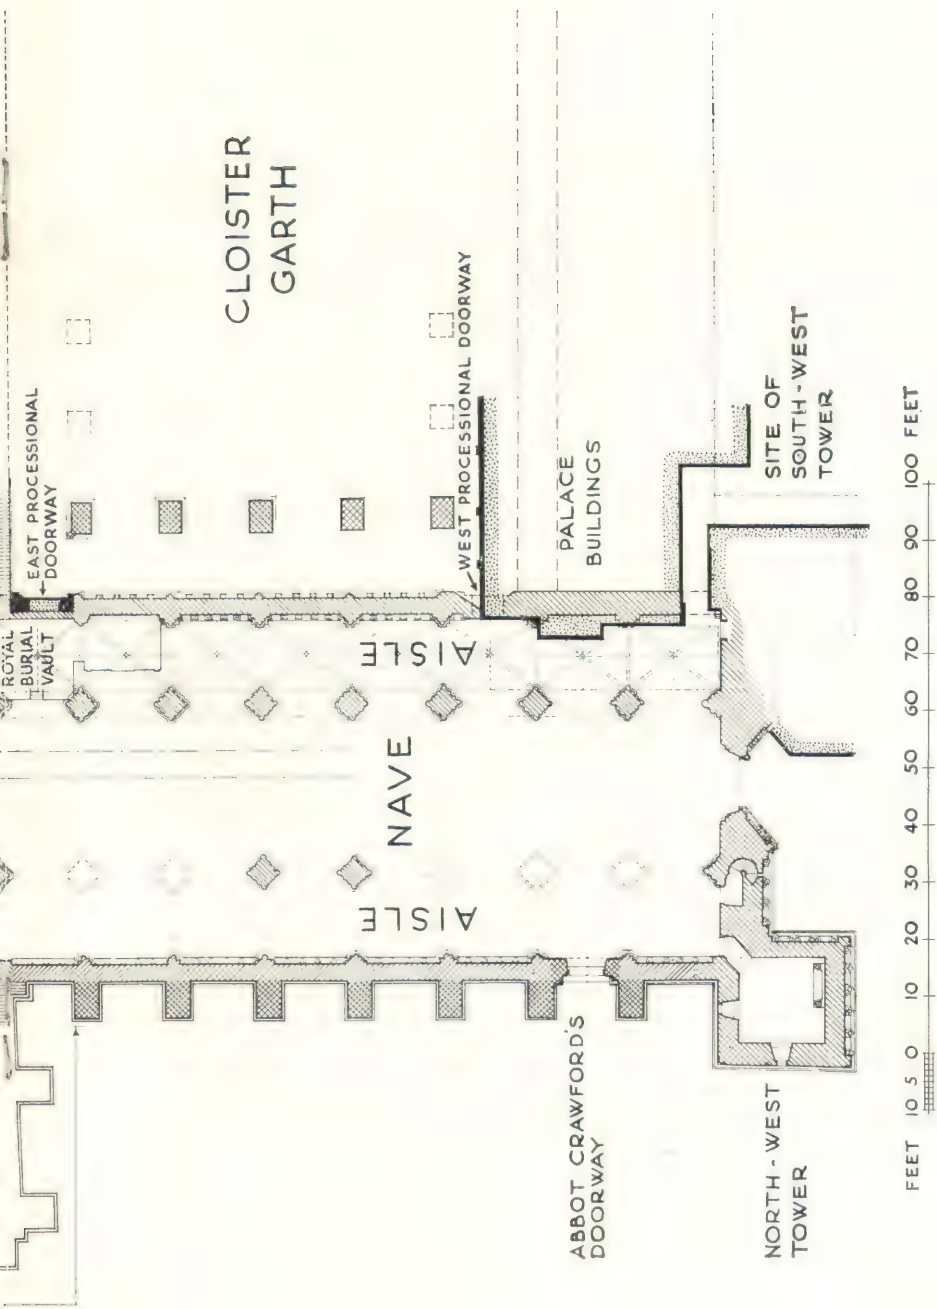 CLOISTER
GARTH
EAST PROCESSIONAL
DOORWAY
WEST PROCESSIONAL DOORWAY
ROYAL
BURIAL
VAULT
AISLE
PALACE
BUILDINGS
SITE OF
SOUTH-WEST
TOWER
NAVE
AISLE
ABBOT CRAWFORD'S
DOORWAY
NORTH-WEST
TOWER
FEET 10 5 0 10 20 30 40 50 60 70 80 90 100 FEET